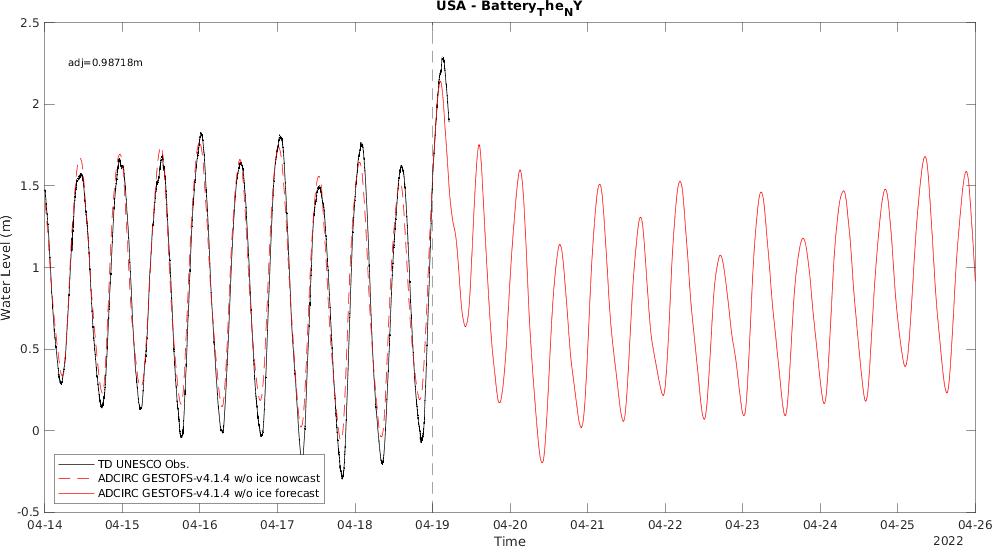 USA - Battery_The_NY
adj=0.98718m
2.5
2
1.5
1
0.5
0
-0.5
Water Level (m)
TD UNESCO Obs.
ADCIRC GESTOFS-v4.1.4 w/o ice nowcast
ADCIRC GESTOFS-v4.1.4 w/o ice forecast
04-14 04-15 04-16 04-17 04-18 04-19 04-20 04-21 04-22 04-23 04-24 04-25 04-26
Time
2022